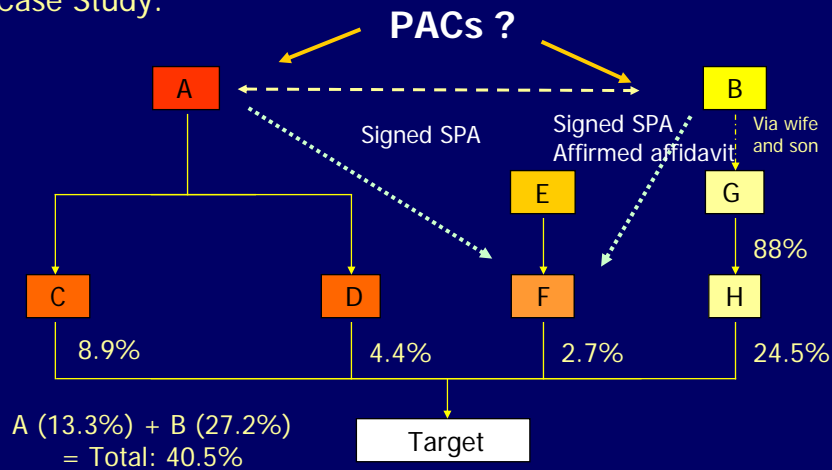 Case Study:
PACs ?
A
B
Signed SPA
Signed SPA
Affirmed affidavit
Via wife
and son
E
G
88%
C
D
F
H
8.9%
4.4%
2.7%
24.5%
A (13.3%) + B (27.2%)
= Total: 40.5%
Target